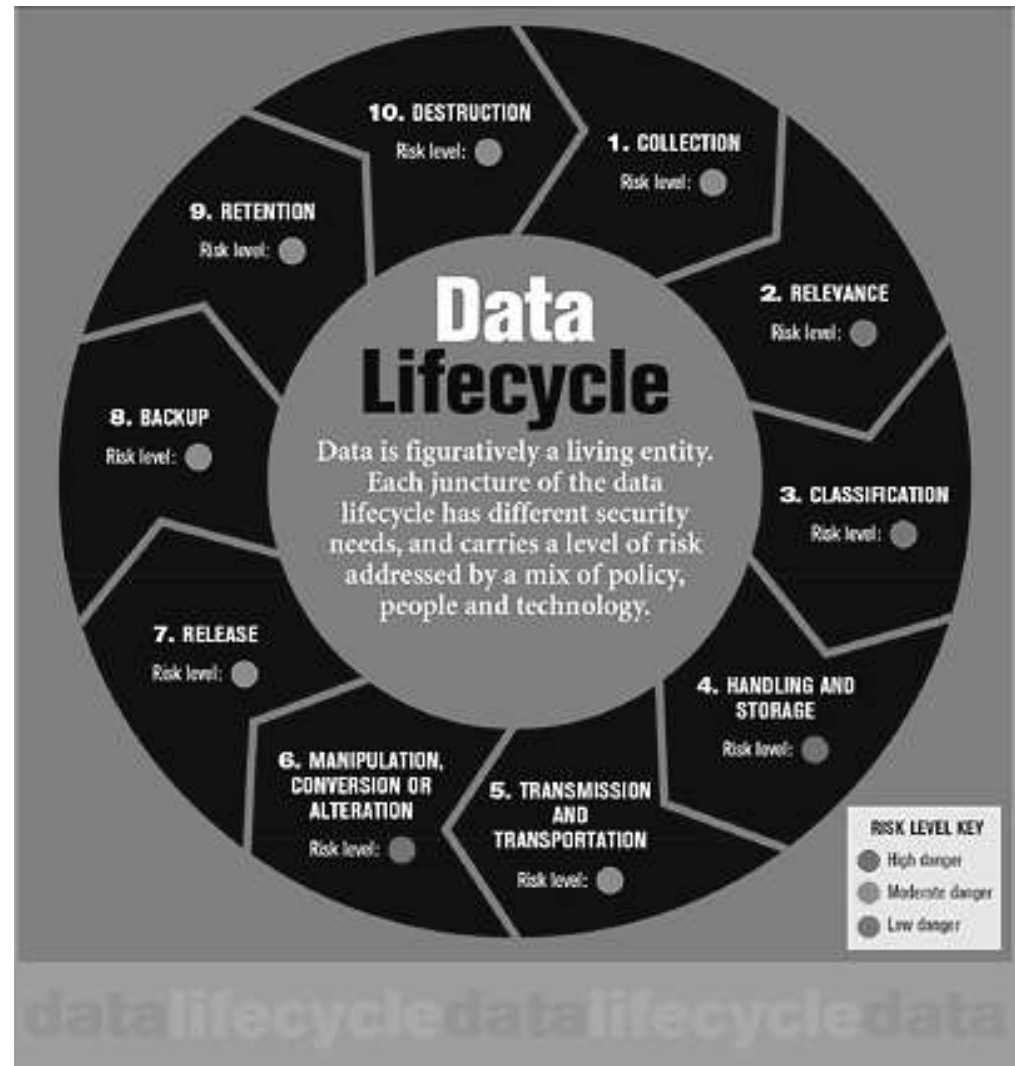 Data
Lifecycle
Data is figuratively a living entity.
Each juncture of the data
lifecycle has different security
needs, and carries a level of risk
addressed by a mix of policy,
people and technology.
1. COLLECTION
Risk level:
2. RELEVANCE
Risk level:
3. CLASSIFICATION
Risk level:
4. HANDLING AND
STORAGE
Risk level:
5. TRANSMISSION
AND
TRANSPORTATION
Risk level:
6. MANIPULATION,
CONVERSION OR
ALTERATION
Risk level:
7. RELEASE
Risk level:
8. BACKUP
Risk level:
9. RETENTION
Risk level:
10. DESTRUCTION
Risk level:
RISK LEVEL KEY
High danger
Moderate danger
Low danger
datalifecycledatalifecycledata